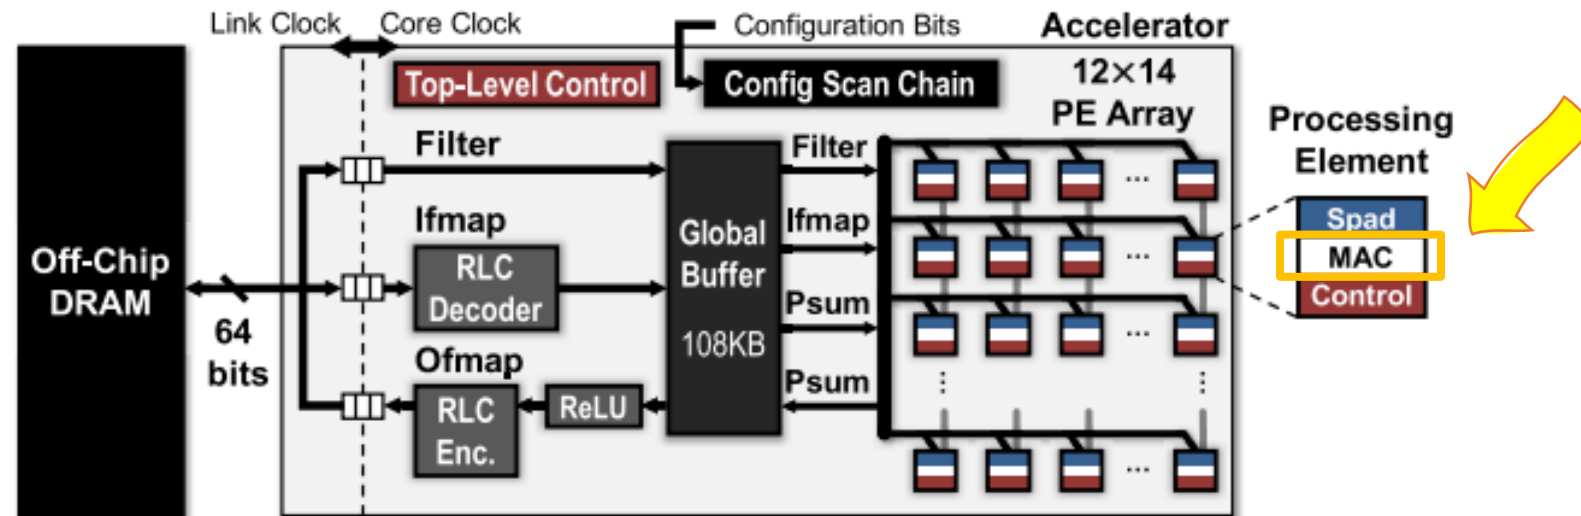 Link Clock
Core Clock
Configuration Bits
Accelerator
12×14
PE Array
Top-Level Control
Config Scan Chain
Processing
Element
Filter
Filter
Ifmap
Ifmap
Off-Chip
DRAM
64
bits
RLC
Decoder
Global
Buffer
108KB
Psum
Psum
Ofmap
RLC
Enc.
ReLU
...
...
...
...
...
...
Spad
MAC
Control